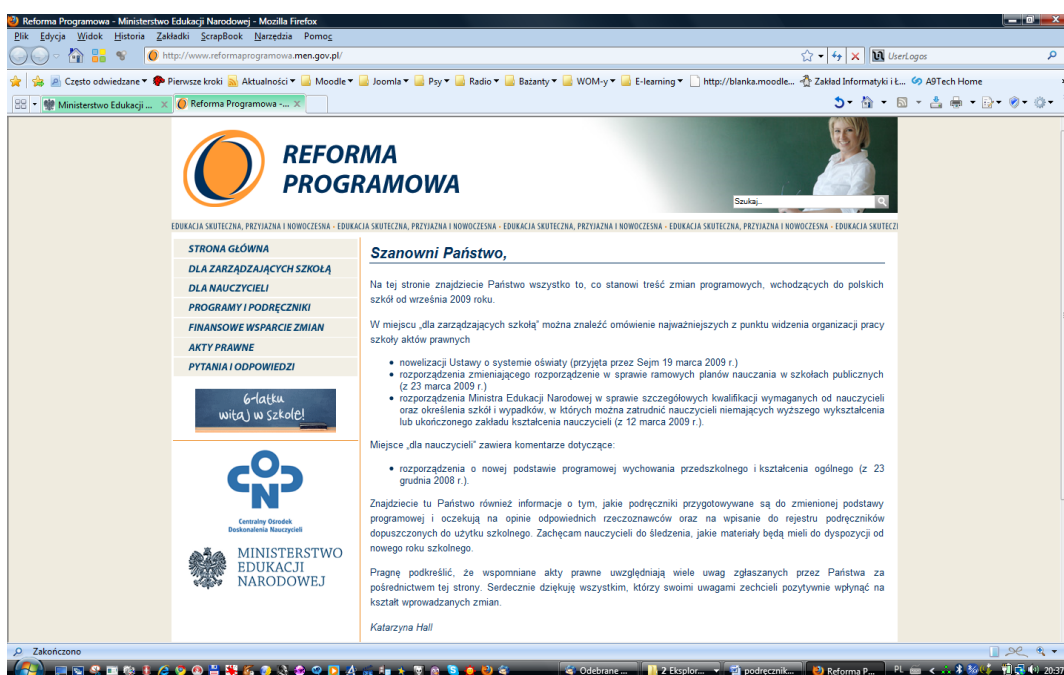 Reforma Programowa - Ministerstwo Edukacji Narodowej - Mozilla Firefox
Plik Edycja Widok Historia Zakładki ScrapBook Narzędzia Pomoc
http://www.reformaprogramowa.men.gov.pl/
UserLogos
Często odwiedzane Pierwsze kroki Aktualności Moodle Joomla Psy Radio Bażanty WOM-y E-learning http://blanka.moodle... Zakład Informatyki i Ł... A9Tech Home
Ministerstwo Edukacji ... Reforma Programowa -...
REFORMA
PROGRAMOWA
Szukaj..
EDUKACJA SKUTECZNA, PRZYJAZNA I NOWOCZESNA - EDUKACJA SKUTECZNA, PRZYJAZNA I NOWOCZESNA - EDUKACJA SKUTECZNA, PRZYJAZNA I NOWOCZESNA - EDUKACJA SKUTECZNA, PRZYJAZNA I NOWOCZESNA - EDUKACJA SKUTECZ
STRONA GŁÓWNA
DLA ZARZĄDZAJĄCYCH SZKOŁĄ
DLA NAUCZYCIELI
PROGRAMY I PODRĘCZNIKI
FINANSOWE WSPARCIE ZMIAN
AKTY PRAWNE
PYTANIA I ODPOWIEDZI
6-latku
witaj w szkole!
CODN
Centralny Ośrodek
Doskonalenia Nauczycieli
MINISTERSTWO
EDUKACJI
NARODOWEJ
Szanowni Państwo,
Na tej stronie znajdziecie Państwo wszystko to, co stanowi treść zmian programowych, wchodzących do polskich
szkół od września 2009 roku.
W miejscu „dla zarządzających szkołą” można znaleźć omówienie najważniejszych z punktu widzenia organizacji pracy
szkoły aktów prawnych
• nowelizacji Ustawy o systemie oświaty (przyjęta przez Sejm 19 marca 2009 r.)
• rozporządzenia zmieniającego rozporządzenie w sprawie ramowych planów nauczania w szkołach publicznych
(z 23 marca 2009 r.)
• rozporządzenia Ministra Edukacji Narodowej w sprawie szczegółowych kwalifikacji wymaganych od nauczycieli
oraz określenia szkół i wypadków, w których można zatrudnić nauczycieli niemających wyższego wykształcenia
lub ukończonego zakładu kształcenia nauczycieli (z 12 marca 2009 r.).
Miejsce „dla nauczycieli” zawiera komentarze dotyczące:
• rozporządzenia o nowej podstawie programowej wychowania przedszkolnego i kształcenia ogólnego (z 23
grudnia 2008 r.).
Znajdziecie tu Państwo również informacje o tym, jakie podręczniki przygotowywane są do zmienionej podstawy
programowej i oczekują na opinie odpowiednich rzeczoznawców oraz na wpisanie do rejestru podręczników
dopuszczonych do użytku szkolnego. Zachęcam nauczycieli do śledzenia, jakie materiały będą mieli do dyspozycji od
nowego roku szkolnego.
Pragnę podkreślić, że wspomniane akty prawne uwzględniają wiele uwag zgłaszanych przez Państwa za
pośrednictwem tej strony. Serdecznie dziękuję wszystkim, którzy swoimi uwagami zechcieli pozytywnie wpłynąć na
kształt wprowadzanych zmian.
Katarzyna Hall
Zakończono
Odebrane ... 2 Eksplor... podręcznik... Reforma P... PL 20:37